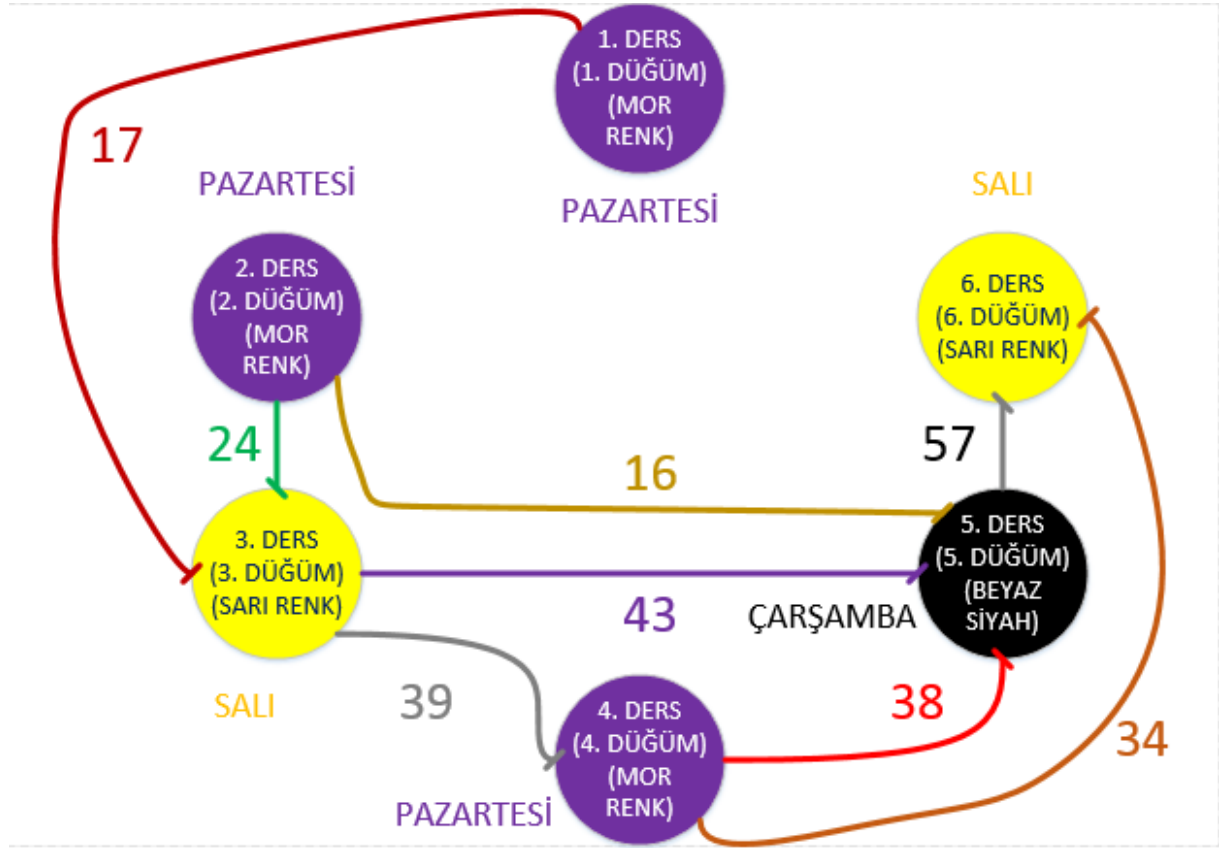 1. DERS
(1. DÜĞÜM)
(MOR
RENK)
17
PAZARTESİ
PAZARTESİ
SALI
2. DERS
(2. DÜĞÜM)
(MOR
RENK)
6. DERS
(6. DÜĞÜM)
(SARI RENK)
24
16
57
3. DERS
(3. DÜĞÜM)
(SARI RENK)
5. DERS
(5. DÜĞÜM)
(BEYAZ
SİYAH)
43
ÇARŞAMBA
SALI
39
4. DERS
(4. DÜĞÜM)
(MOR
RENK)
38
34
PAZARTESİ